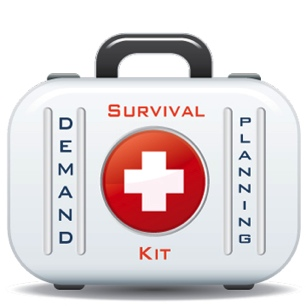 SURVIVAL
DEMAND
PLANNING
KIT